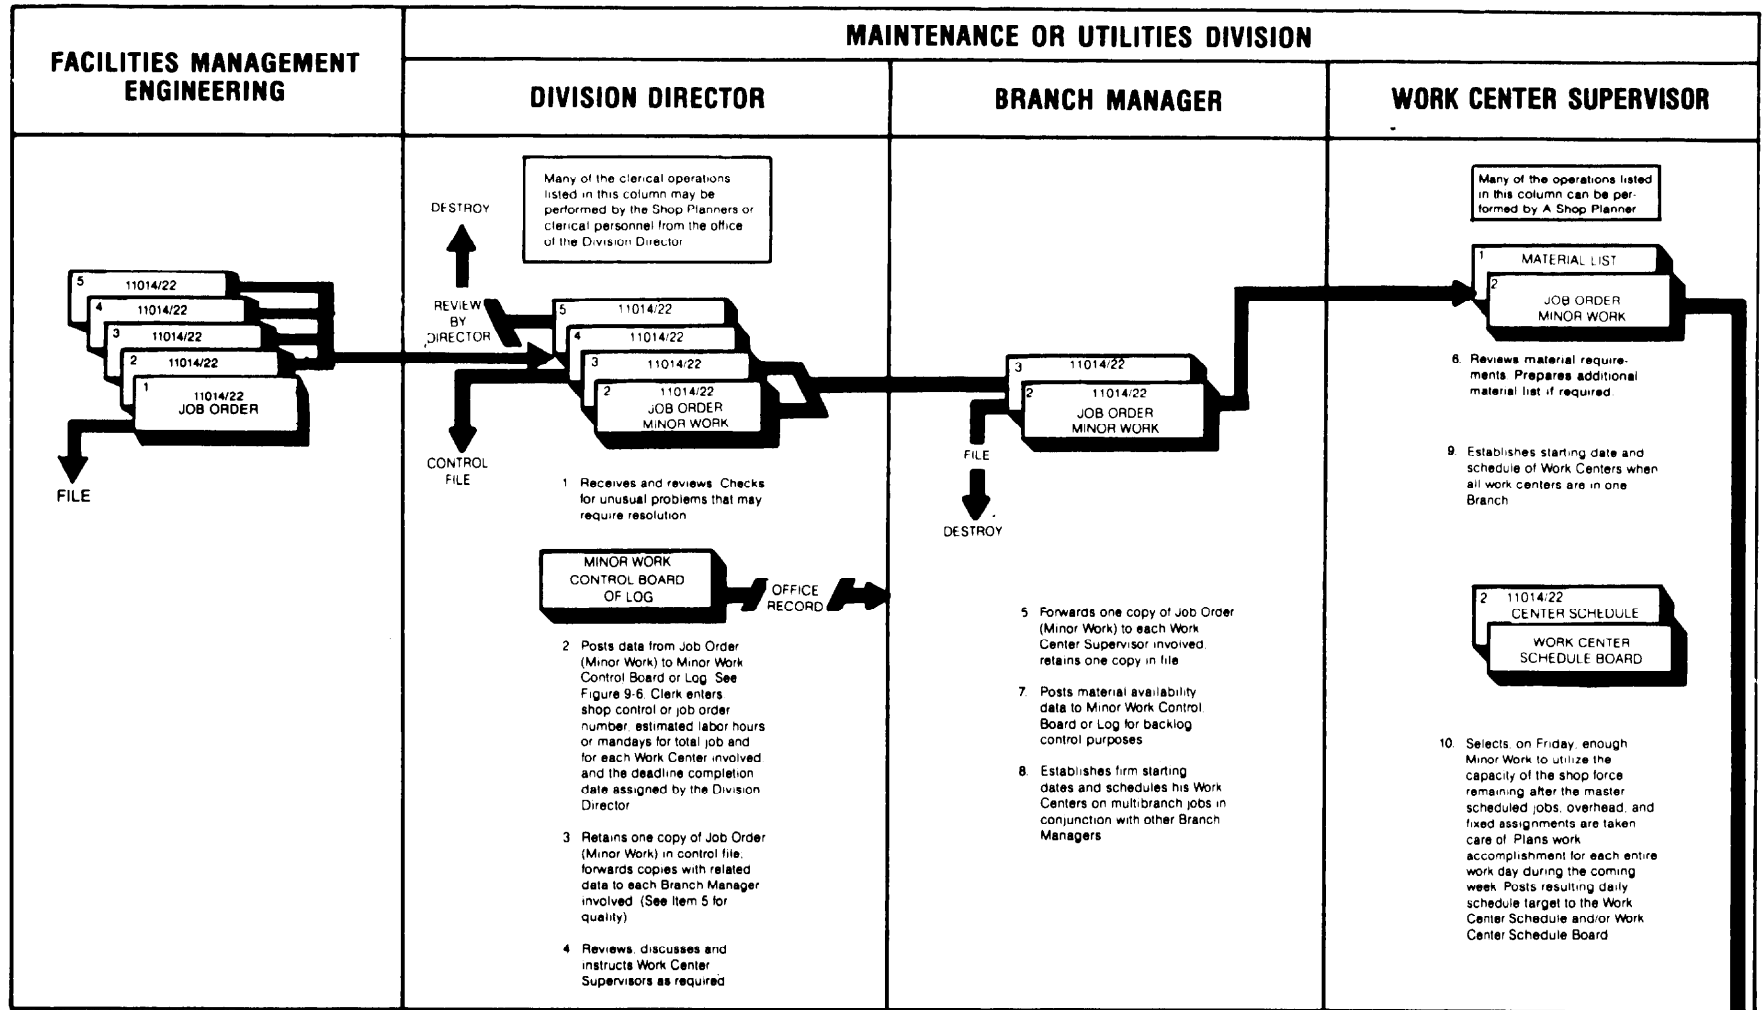 FACILITIES MANAGEMENT
ENGINEERING
MAINTENANCE OR UTILITIES DIVISION
DIVISION DIRECTOR
BRANCH MANAGER
WORK CENTER SUPERVISOR
5 11014/22
4 11014/22
3 11014/22
2 11014/22
1 11014/22
JOB ORDER
FILE
DESTROY
REVIEW
BY
DIRECTOR
CONTROL
FILE
Many of the clerical operations
listed in this column may be
performed by the Shop Planners or
clerical personnel from the office
of the Division Director
5 11014/22
4 11014/22
3 11014/22
2 11014/22
JOB ORDER
MINOR WORK
1 Receives and reviews. Checks
for unusual problems that may
require resolution
MINOR WORK
CONTROL BOARD
OF LOG
OFFICE
RECORD
2 Posts data from Job Order
(Minor Work) to Minor Work
Control Board or Log. See
Figure 9-6. Clerk enters
shop control or job order
number, estimated labor hours
or mandays for total job and
for each Work Center involved
and the deadline completion
date assigned by the Division
Director
3 Retains one copy of Job Order
(Minor Work) in control file,
forwards copies with related
data to each Branch Manager
involved. (See Item 5 for
quality)
4 Reviews, discusses and
instructs Work Center
Supervisors as required
3 11014/22
2 11014/22
JOB ORDER
MINOR WORK
FILE
DESTROY
5 Forwards one copy of Job Order
(Minor Work) to each Work
Center Supervisor involved,
retains one copy in file
7. Posts material availability
data to Minor Work Control
Board or Log for backlog
control purposes
8. Establishes firm starting
dates and schedules his Work
Centers on multibranch jobs in
conjunction with other Branch
Managers
Many of the operations listed
in this column can be per-
formed by A Shop Planner
1 MATERIAL LIST
2 JOB ORDER
MINOR WORK
6. Reviews material require-
ments. Prepares additional
material list if required.
9. Establishes starting date and
schedule of Work Centers when
all work centers are in one
Branch
2 11014/22
CENTER SCHEDULE
WORK CENTER
SCHEDULE BOARD
10. Selects, on Friday, enough
Minor Work to utilize the
capacity of the shop force
remaining after the master
scheduled jobs, overhead, and
fixed assignments are taken
care of. Plans work
accomplishment for each entire
work day during the coming
week. Posts resulting daily
schedule target to the Work
Center Schedule and/or Work
Center Schedule Board